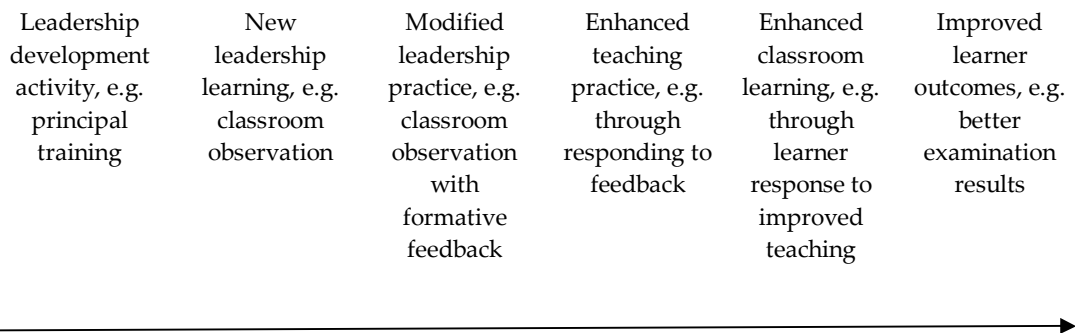 Leadership
development
activity, e.g.
principal
training
New
leadership
learning, e.g.
classroom
observation
Modified
leadership
practice, e.g.
classroom
observation
with
formative
feedback
Enhanced
teaching
practice, e.g.
through
responding to
feedback
Enhanced
classroom
learning, e.g.
through
learner
response to
improved
teaching
Improved
learner
outcomes, e.g.
better
examination
results